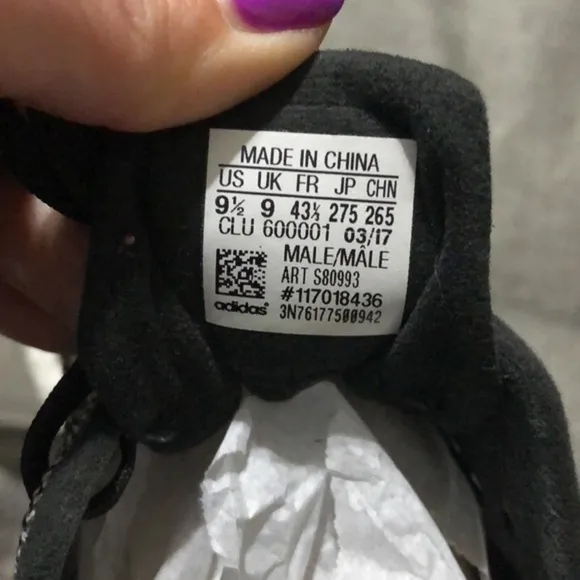 MADE IN CHINA
US UK FR JP CHN
9½ 9 43⅓ 275 265
CLU 600001 03/17
MALE/MÂLE
ART S80993
#117018436
adidas 3N76177500942